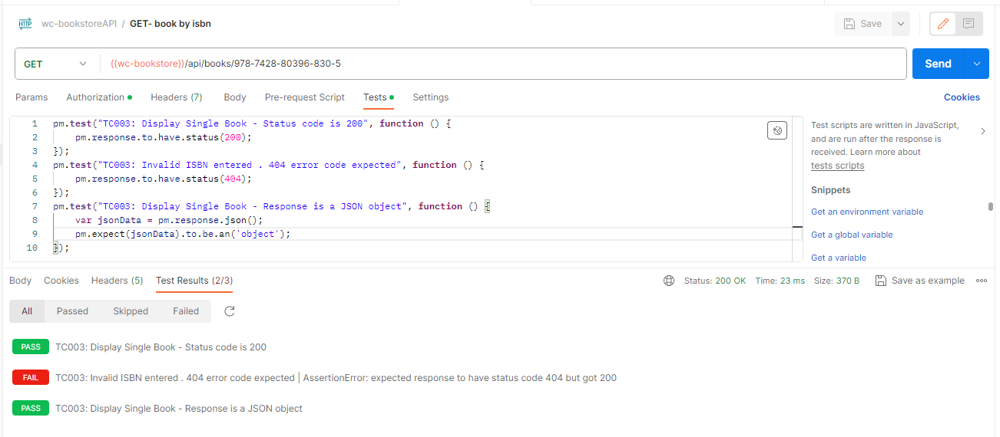 HTTP wc-bookstoreAPI / GET- book by isbn Save
GET {{wc-bookstore}}/api/books/978-7428-80396-830-5 Send
Params Authorization Headers (7) Body Pre-request Script Tests Settings Cookies
1 pm.test("TC003: Display Single Book - Status code is 200", function () {
2 pm.response.to.have.status(200);
3 });
4 pm.test("TC003: Invalid ISBN entered . 404 error code expected", function () {
5 pm.response.to.have.status(404);
6 });
7 pm.test("TC003: Display Single Book - Response is a JSON object", function () {
8 var jsonData = pm.response.json();
9 pm.expect(jsonData).to.be.an('object');
10 });
Test scripts are written in JavaScript,
and are run after the response is
received. Learn more about
tests scripts
Snippets
Get an environment variable
Get a global variable
Get a variable
Body Cookies Headers (5) Test Results (2/3) Status: 200 OK Time: 23 ms Size: 370 B Save as example
All Passed Skipped Failed
PASS TC003: Display Single Book - Status code is 200
FAIL TC003: Invalid ISBN entered . 404 error code expected | AssertionError: expected response to have status code 404 but got 200
PASS TC003: Display Single Book - Response is a JSON object